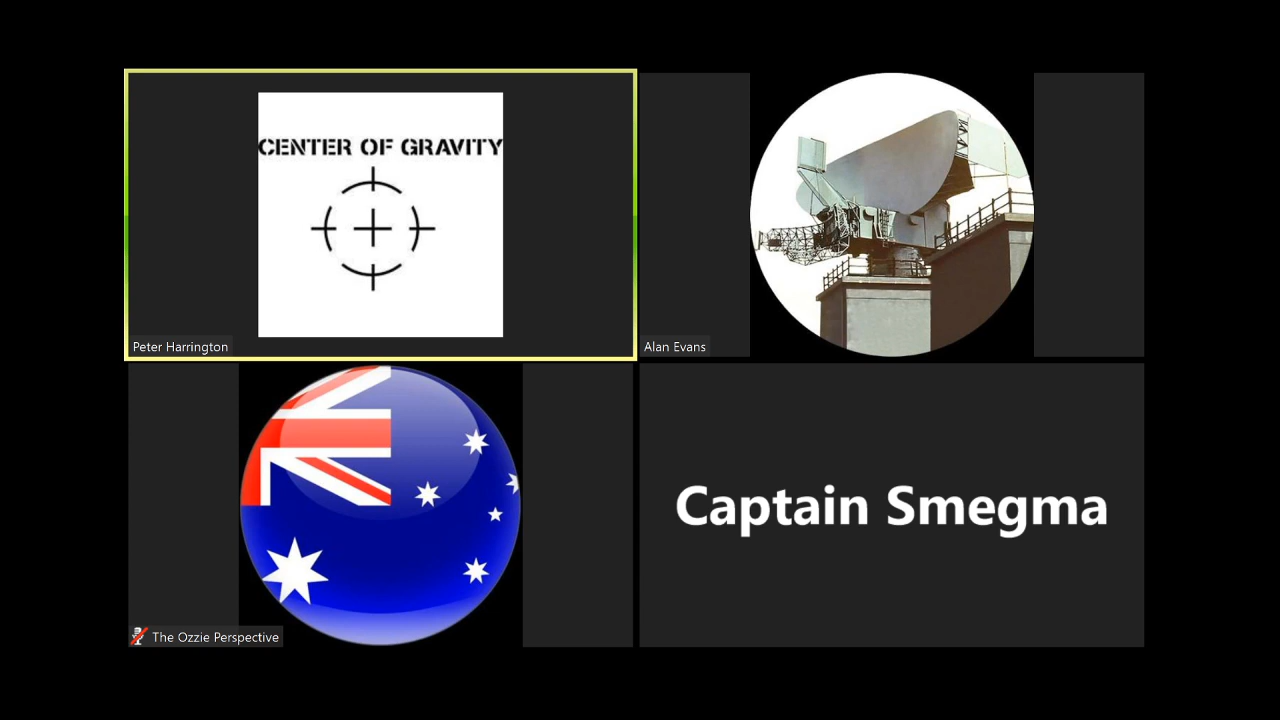 CENTER OF GRAVITY
Peter Harrington
Alan Evans
The Ozzie Perspective
Captain Smegma